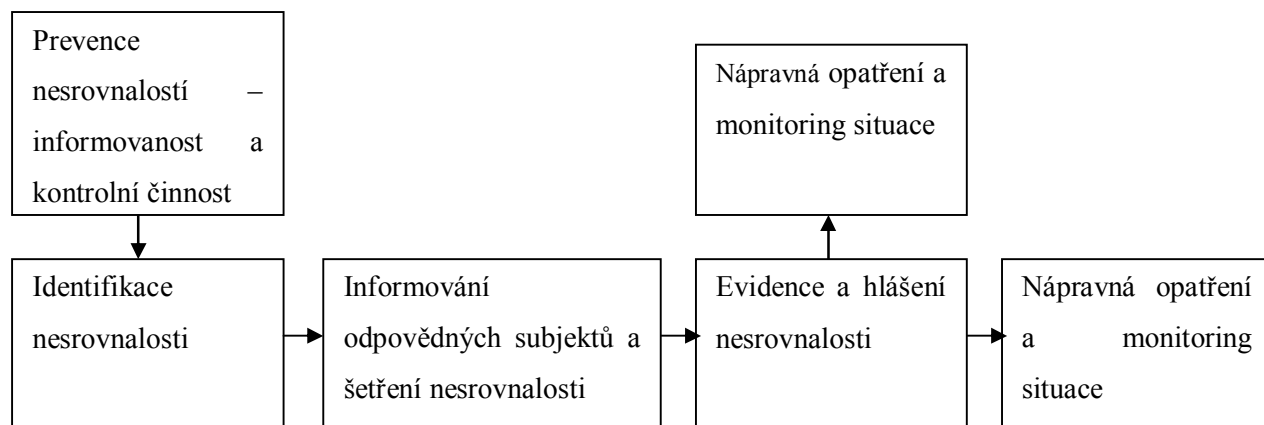 Prevence
nesrovnalostí –
informovanost a
kontrolní činnost
Nápravná opatření a
monitoring situace
Identifikace
nesrovnalosti
Informování
odpovědných subjektů a
šetření nesrovnalosti
Evidence a hlášení
nesrovnalosti
Nápravná opatření
a monitoring
situace